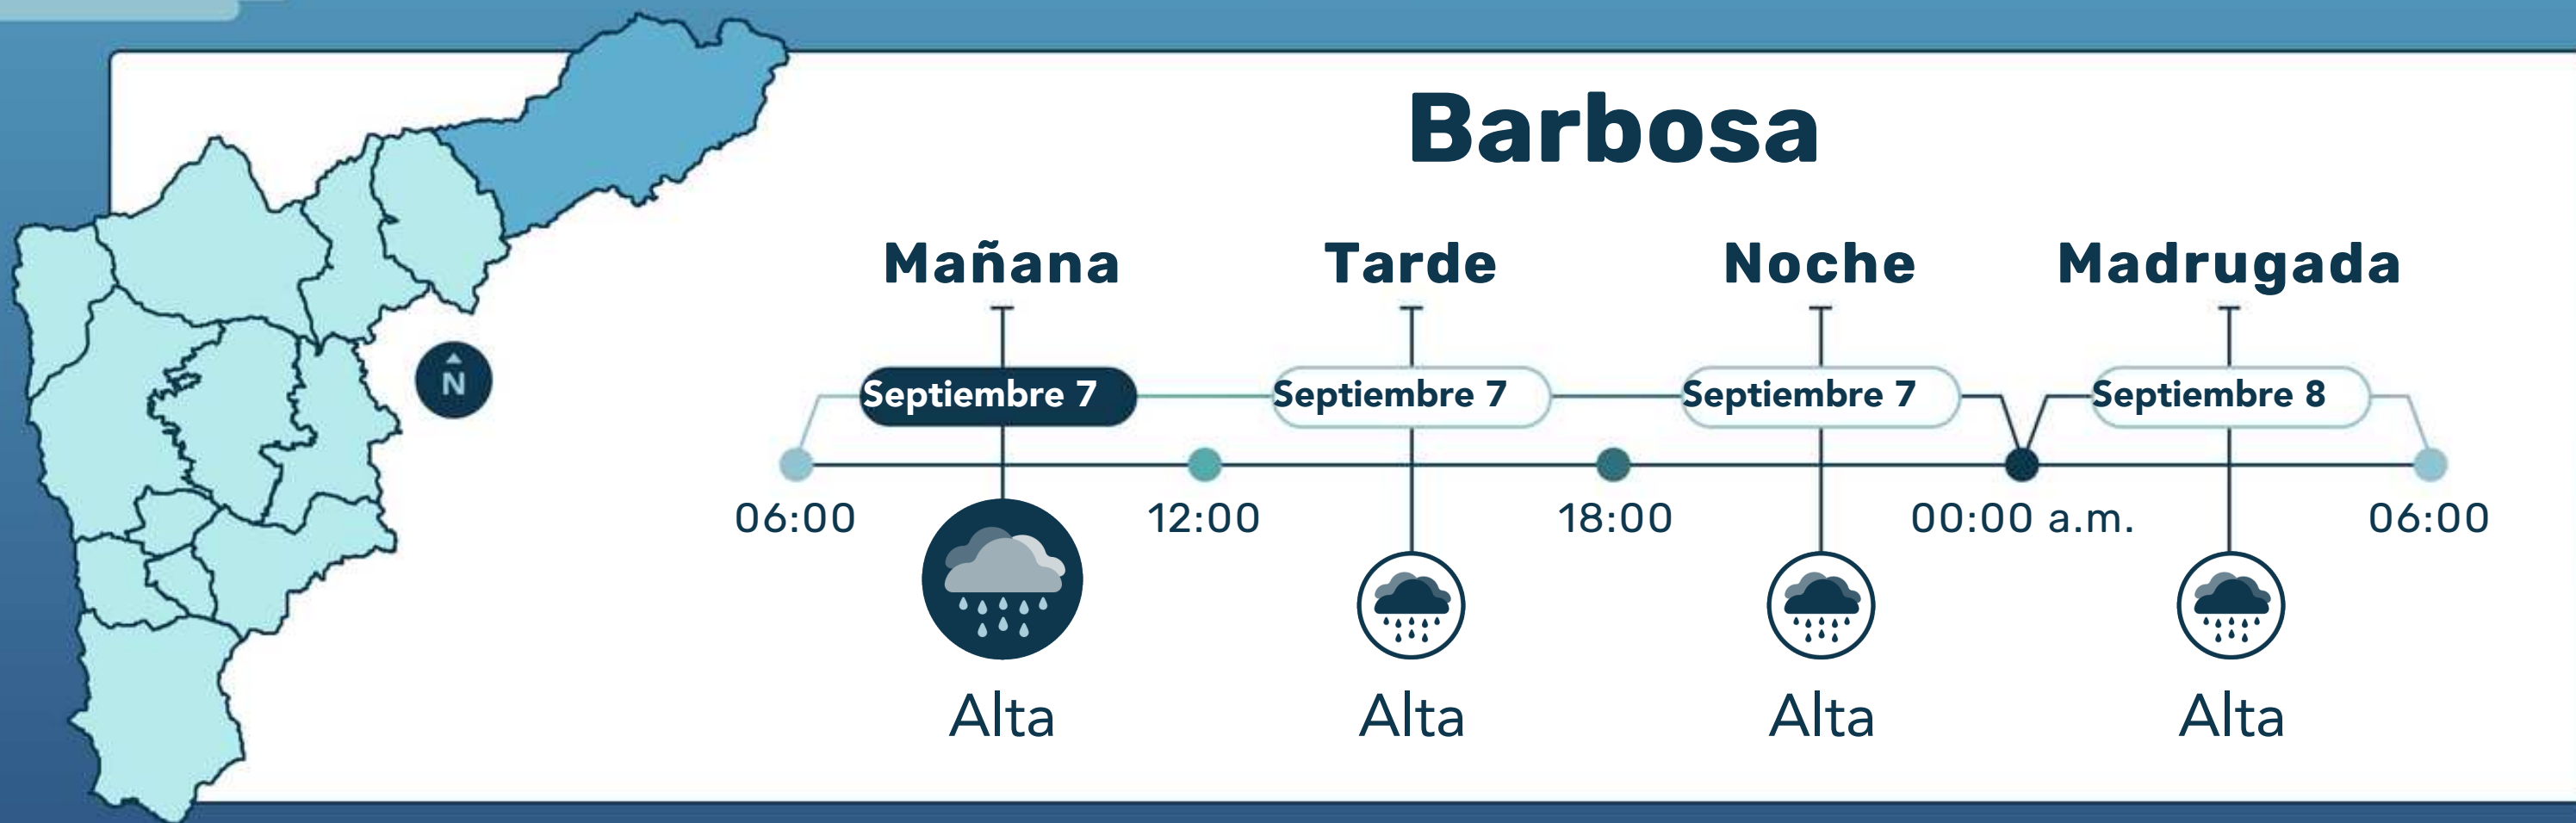 Barbosa
Mañana Tarde Noche Madrugada
N
Septiembre 7 Septiembre 7 Septiembre 7 Septiembre 8
06:00 12:00 18:00 00:00 a.m. 06:00
Alta Alta Alta Alta